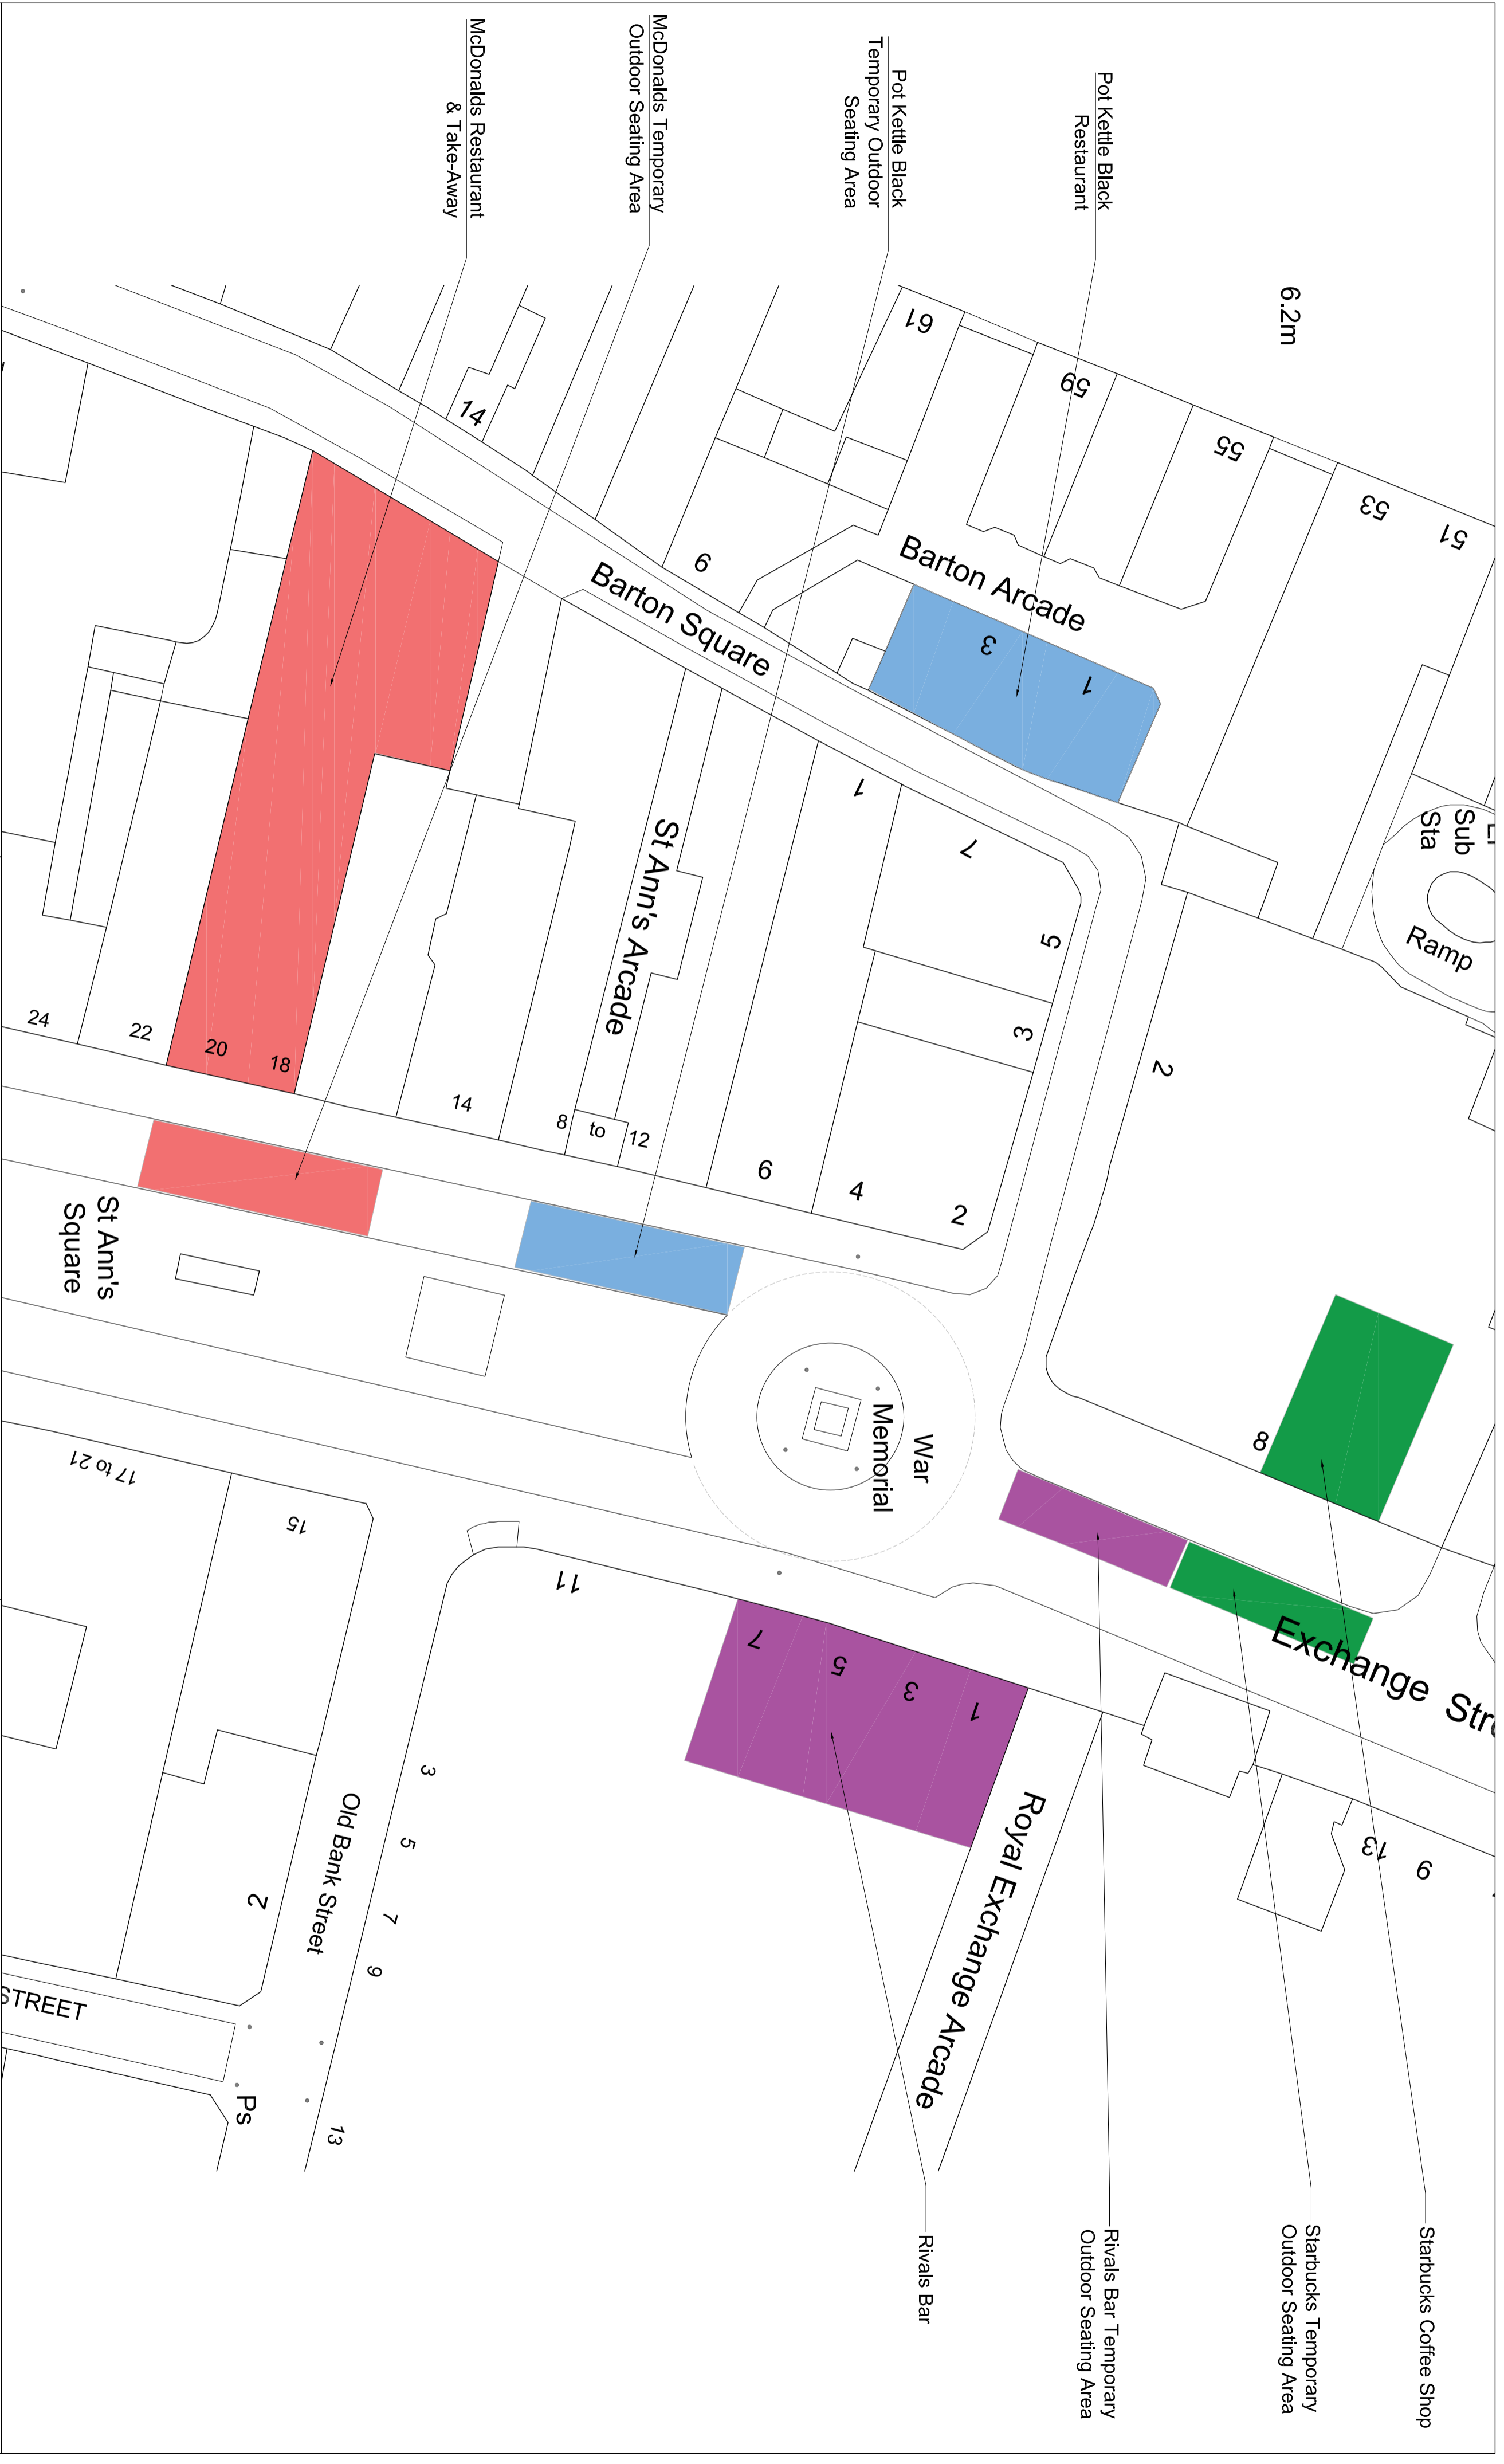 McDonalds Restaurant
& Take-Away
McDonalds Temporary
Outdoor Seating Area
Pot Kettle Black
Temporary Outdoor
Seating Area
Pot Kettle Black
Restaurant
6.2m
61
59
55
53
51
14
9
Barton Arcade
3
1
Barton Square
Sub
Sta
Ramp
1
7
5
3
2
St Ann's Arcade
24
22
20
18
14
8
to
12
6
4
2
8
St Ann's
Square
War
Memorial
Exchange Stre
17 to 21
15
11
7
5
3
1
3
5
7
9
13
2
Old Bank Street
Royal Exchange Arcade
13
9
STREET
Ps
Rivals Bar
Rivals Bar Temporary
Outdoor Seating Area
Starbucks Temporary
Outdoor Seating Area
Starbucks Coffee Shop